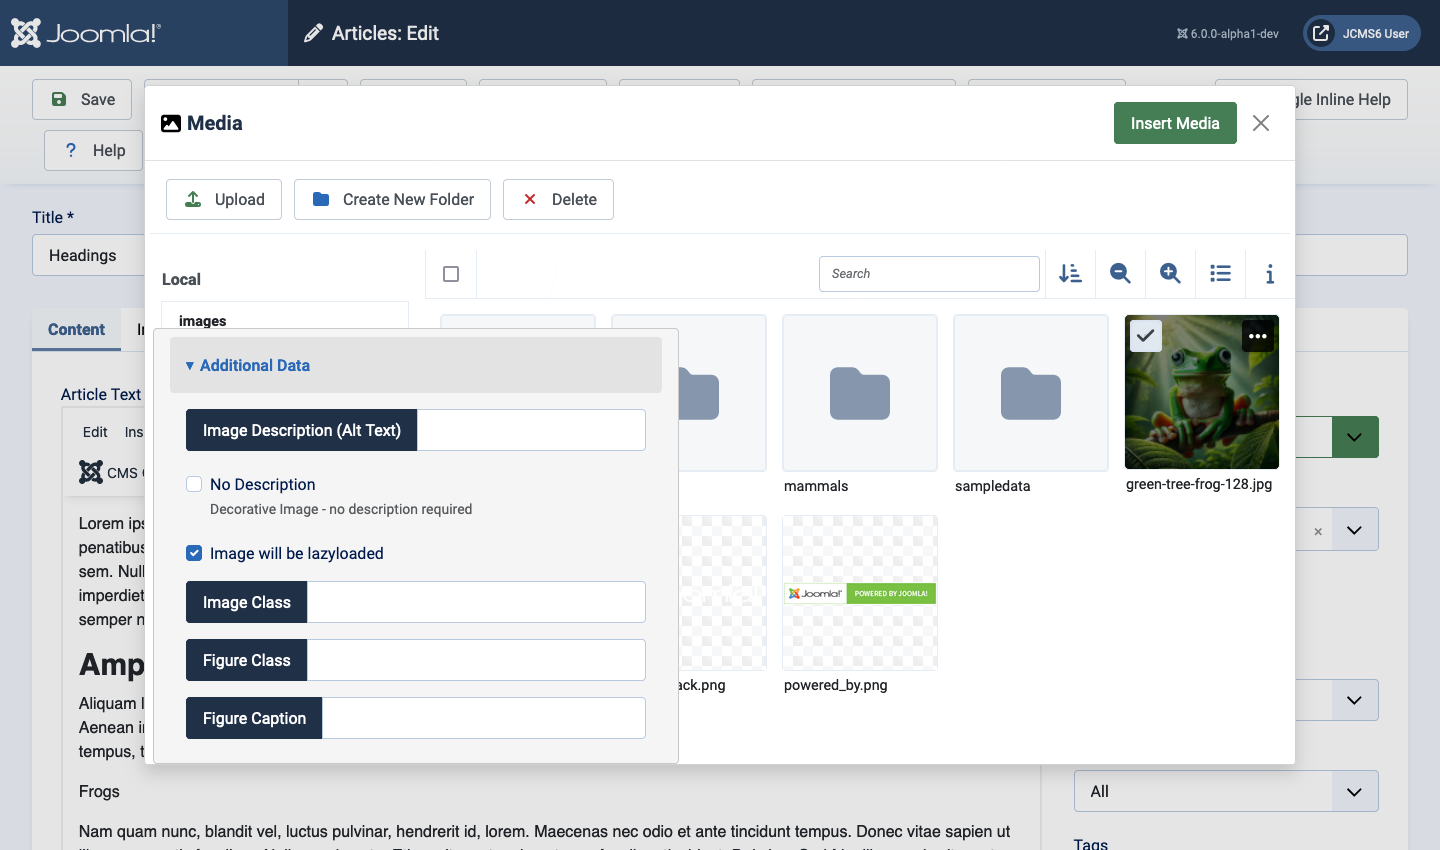 Joomla!
Articles: Edit
6.0.0-alpha1-dev
JCMS6 User
Save
gle Inline Help
? Help
Media
Insert Media
Upload
Create New Folder
Delete
Title *
Headings
Local
Search
images
Content
Additional Data
Article Text
Image Description (Alt Text)
Edit
Ins
CMS
No Description
mammals
sampledata
green-tree-frog-128.jpg
Decorative Image - no description required
Lorem ips
penatibus
sem. Null
imperdiet
semper n
Image will be lazyloaded
Image Class
Joomla!
POWERED BY JOOMLA!
Amp
Figure Class
ack.png
powered_by.png
Aliquam l
Aenean i
tempus, t
Figure Caption
Frogs
All
Nam quam nunc, blandit vel, luctus pulvinar, hendrerit id, lorem. Maecenas nec odio et ante tincidunt tempus. Donec vitae sapien ut
Tags